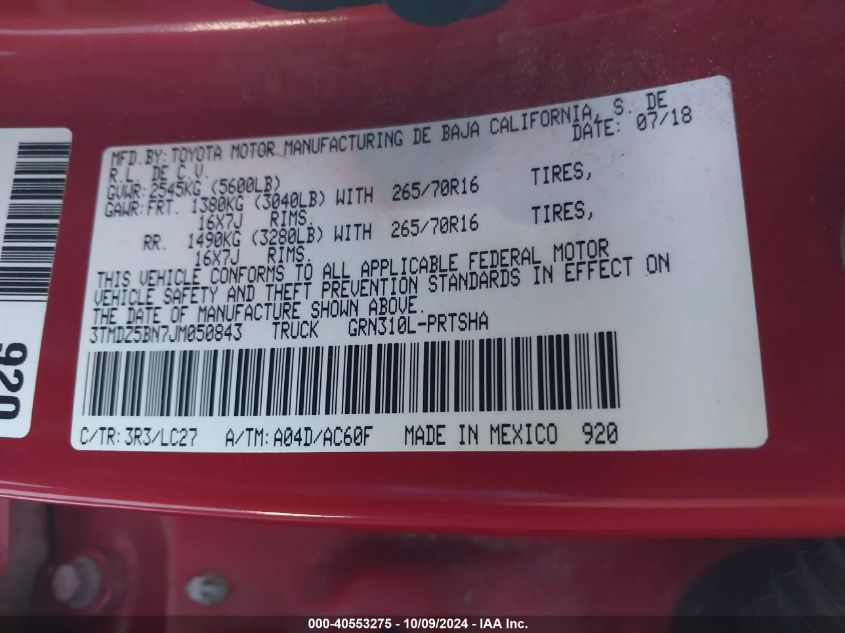 MFD.BY:TOYOTA MOTOR MANUFACTURING DE BAJA CALIFORNIA, S. DE
R.L. DE C.V. DATE: 07/18
GVWR:2545KG (5600LB)
GAWR:FRT. 1380KG (3040LB) WITH 265/70R16 TIRES,
16X7J RIMS.
RR. 1490KG (3280LB) WITH 265/70R16 TIRES,
16X7J RIMS.
THIS VEHICLE CONFORMS TO ALL APPLICABLE FEDERAL MOTOR
VEHICLE SAFETY AND THEFT PREVENTION STANDARDS IN EFFECT ON
THE DATE OF MANUFACTURE SHOWN ABOVE.
3TMDZ5BN7JM050843 TRUCK GRN310L-PRTSHA
C/TR:3R3/LC27 A/TM:A04D/AC60F MADE IN MEXICO 920
920
000-40553275 - 10/09/2024 - IAA Inc.